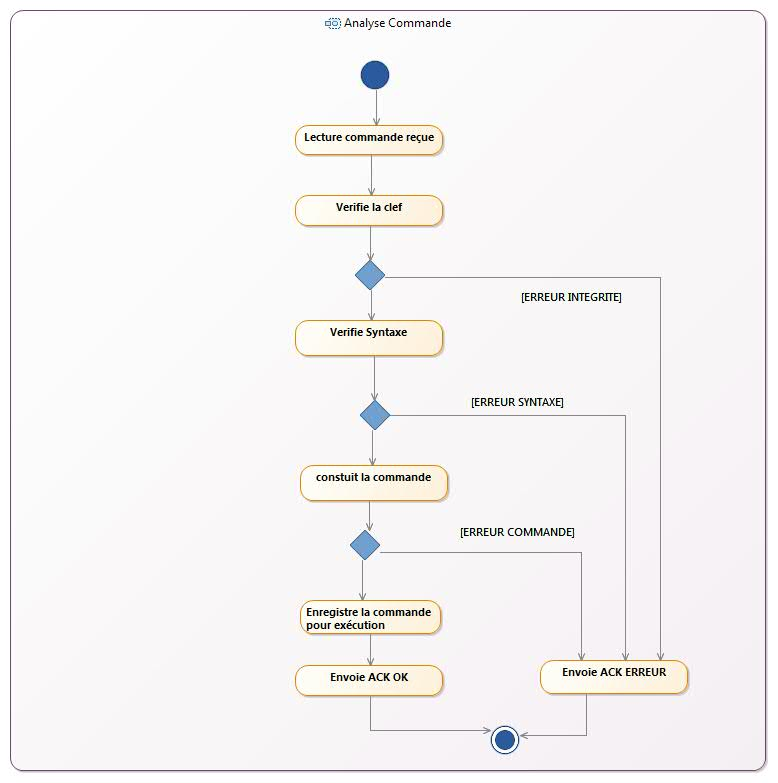 Analyse Commande
Lecture commande reçue
Verifie la clef
[ERREUR INTEGRITE]
Verifie Syntaxe
[ERREUR SYNTAXE]
constuit la commande
[ERREUR COMMANDE]
Enregistre la commande
pour exécution
Envoie ACK OK
Envoie ACK ERREUR